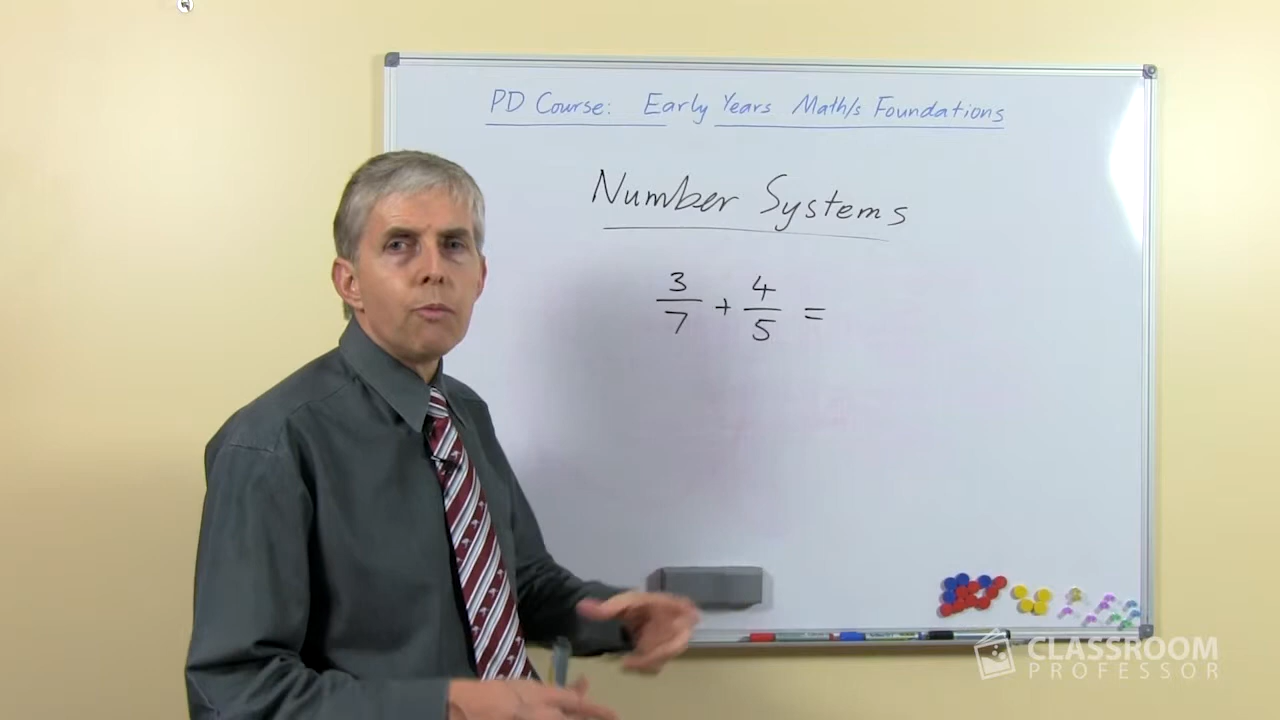 PD Course: Early Years Math/s Foundations
Number Systems
3/7 + 4/5 =
CLASSROOM
PROFESSOR